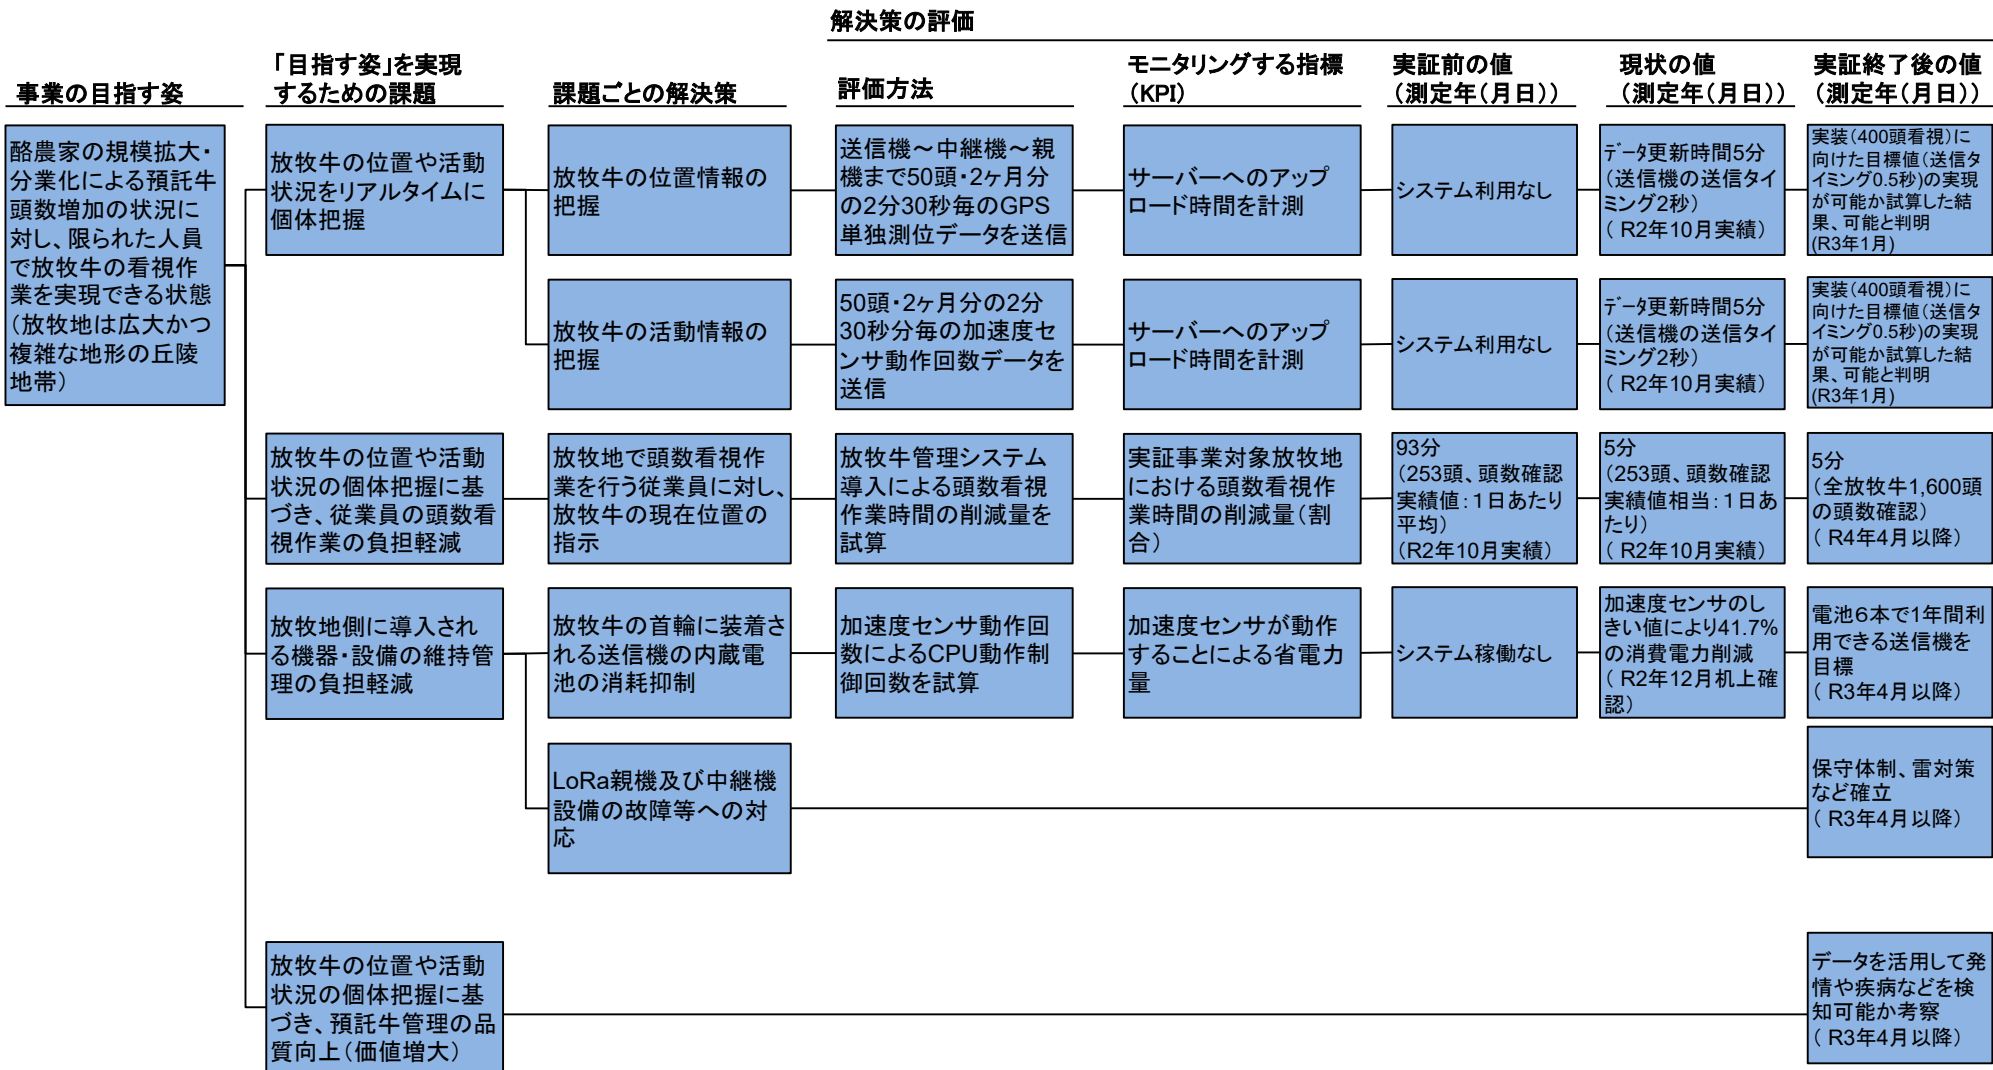 解決策の評価
事業の目指す姿
「目指す姿」を実現
するための課題
課題ごとの解決策
評価方法
モニタリングする指標
（KPI）
実証前の値
（測定年（月日））
現状の値
（測定年（月日））
実証終了後の値
（測定年（月日））
酪農家の規模拡大・
分業化による預託牛
頭数増加の状況に
対し、限られた人員
で放牧牛の看視作
業を実現できる状態
（放牧地は広大かつ
複雑な地形の丘陵
地帯）
放牧牛の位置や活動
状況をリアルタイムに
個体把握
放牧牛の位置情報の
把握
送信機～中継機～親
機まで50頭・2ヶ月分
の2分30秒毎のGPS
単独測位データを送信
サーバーへのアップ
ロード時間を計測
システム利用なし
ﾃﾞｰﾀ更新時間5分
（送信機の送信タイ
ミング2秒）
（ R2年10月実績）
実装（400頭看視）に
向けた目標値（送信タ
イミング0.5秒）の実現
が可能か試算した結
果、可能と判明
(R3年1月)
放牧牛の活動情報の
把握
50頭・2ヶ月分の2分
30秒分毎の加速度セ
ンサ動作回数データを
送信
サーバーへのアップ
ロード時間を計測
システム利用なし
ﾃﾞｰﾀ更新時間5分
（送信機の送信タイ
ミング2秒）
（ R2年10月実績）
実装（400頭看視）に
向けた目標値（送信タ
イミング0.5秒）の実現
が可能か試算した結
果、可能と判明
(R3年1月)
放牧牛の位置や活動
状況の個体把握に基
づき、従業員の頭数看
視作業の負担軽減
放牧地で頭数看視作
業を行う従業員に対し、
放牧牛の現在位置の
指示
放牧牛管理システム
導入による頭数看視
作業時間の削減量を
試算
実証事業対象放牧地
における頭数看視作
業時間の削減量（割
合）
93分
（253頭、頭数確認
実績値：１日あたり
平均）
（R2年10月実績）
5分
（253頭、頭数確認
実績値相当：１日あ
たり）
（ R2年10月実績）
5分
（全放牧牛1,600頭
の頭数確認）
（ R4年4月以降）
放牧地側に導入され
る機器・設備の維持管
理の負担軽減
放牧牛の首輪に装着さ
れる送信機の内蔵電
池の消耗抑制
加速度センサ動作回
数によるCPU動作制
御回数を試算
加速度センサが動作
することによる省電力
量
システム稼働なし
加速度センサのし
きい値により41.7%
の消費電力削減
（ R2年12月机上確
認）
電池６本で1年間利
用できる送信機を
目標
（ R3年4月以降）
LoRa親機及び中継機
設備の故障等への対
応
保守体制、雷対策
など確立
（ R3年4月以降）
放牧牛の位置や活動
状況の個体把握に基
づき、預託牛管理の品
質向上（価値増大）
データを活用して発
情や疾病などを検
知可能か考察
（ R3年4月以降）